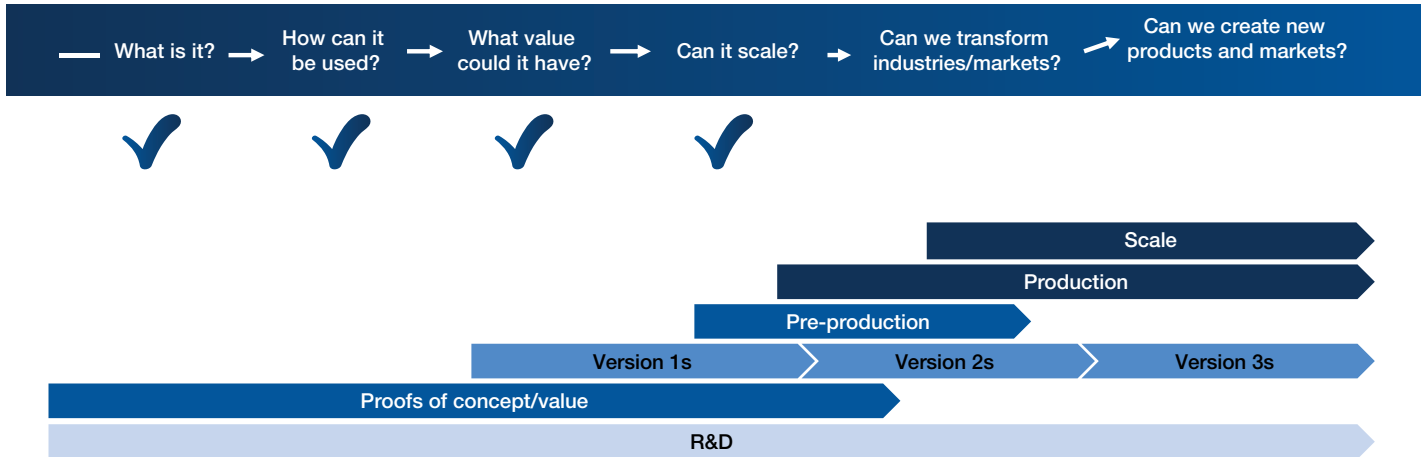 What is it?
How can it
be used?
What value
could it have?
Can it scale?
Can we transform
industries/markets?
Can we create new
products and markets?
Scale
Production
Pre-production
Version 1s
Version 2s
Version 3s
Proofs of concept/value
R&D